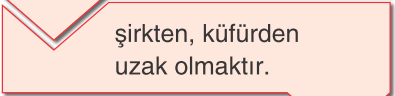 şirkten, küfürden
uzak olmaktır.